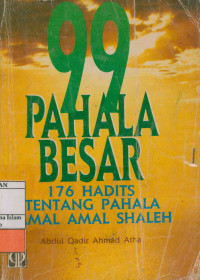 99
PAHALA
BESAR
176 HADITS
TENTANG PAHALA
AMAL AMAL SHALEH
Abdul Qadir Ahmad Atha